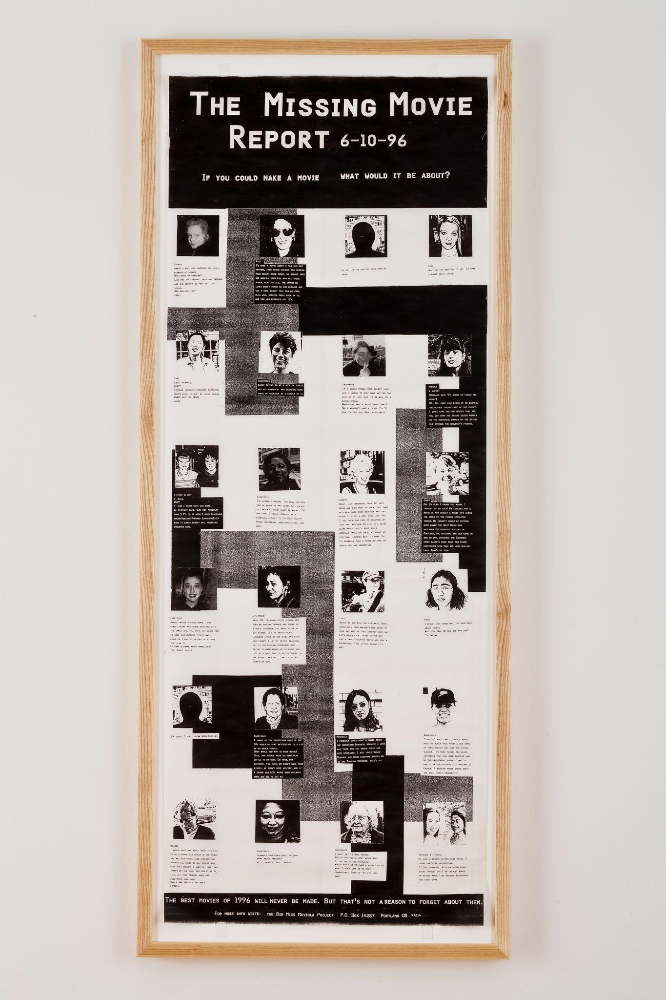 The Missing Movie
Report 6-10-96
If you could make a movie what would it be about?
Lauren
About a kid. Like someone who has a
problem at school.
What kind of problem?
Like one that doesn't have any friends,
and she doesn't do very well in
school.
How old are you?
Eight.
Kate
I'd make a movie about a man who had
nothing, then found cocaine and heroine
make really good money, he became this
big worldly king pin, had all these
women, went to jail, the woman he
loved didn't stand by him because she
was a dope addict too, and he came
outa jail, stepped right back in it,
and now has probably got HIV.
Oh no, I'm too old for that kind of
thing.
Erin
What do you want me to say. I'd make
a movie about chaos.
Yuko
About romance.
What?
Romance romance, romantic comedies,
that's nice. It must be happy ending.
Where are you from?
Japan.
Anonymous
About trying to be a jock in school
and not making it and changing your
image of yourself as a result of it.
Anonymous
I'm a single person that doesn't have
sex. I intend to stay that way for the
rest of my life. And I'm 51 now, I'm a
mature woman.
Would you make a movie about that?
No. I wouldn't make a movie. I'm 51
now, I'm too old. And I'm celibate.
Monica
I guess—
(Husband says "I'm gonna go finish the
lawn.")
OK...Um, more like Leave it to Beaver,
the mother taking care of the family.
I don't care for the movies that are
now out with the serial killer mother
or the seductive mother or the mother
who entices the children's friends.
Tiffany & Amy
T: Boys.
Why?
T: Cuz I think guys are cute.
A: (Tiffany says, "Say hot muscular
guys.") I'd do it with—I mean (laughing
uncontrollably)—naked (laughing)—I'd
make it about really hot, muscular,
gorgeous guys.
Anonymous
The double standard. You know how men
can do whatever and women are, excuse
my language, their sluts or whores. Or
whatever. I would probably be a
reversal, similar to the Eddy Murphy
movie, Boomerang, something along that
line.
Charity
About, like teenagers, they get into
drugs and then most of them, they turn
into real hard core druggies and they
never, like get a real good life. And
I, you know, was kind of starting off
that way, and now I'm like in a rehab
class and it's—it's good—and I
actually have, you know, a chance at
life now. (laughs) But it's hard. So
I'd probably make a movie to like let
people see and understand.
Janet
Oh! I'm glad I found you again. I
thought of an idea! My concept for a
movie is not really a movie it's along
the lines of the flight simulator
things. My concept would be sitting
over maybe the West Hills and
watching the geologic history of
Portland, um, watching the sea come in
and go out, watching the Columbia
river basalts come down and flood
everything with this big huge red-hot
lava. That's my idea.
Lisa Boyd
About having a child when I was
really young and being involved with
the gangs and, you know, not being able
to work and support myself and my
child so I had to depend on my mom.
That'd be it.
Is that a movie you'd wanna see?
Yep. About myself.
Eva Marie
Yeah, OK. I'm gonna write a book and
then me and my friends are gonna put
a movie together, you know, later in
our career. It'd be about young
Chicanas living in the 90s. And right
now there's a lot of people reaching
out to the Chicano community and
trying to understand us, so right now
it'd be a good time to get in there, in
the market, and do it. and do it all.
That's my goal.
About my dog Kia, the vigilante. She's
gonna do a film on—she's not going to
save any kids or take anybody home but
she's gonna fight crime in the city
like a true vigilante would and ride a
motorcycle. This is Kia. (points to
dog)
Mary
I really like basketball so something
about sports.
Will you tell me how old you are?
I'm twelve.
I'm sorry, I don't speak good English.
Anonymous
A movie of the depression days in the
30s would be very interesting to a lot
of us older people.
What would you put in that movie?
Well, how people made do with very
little to do with. Or food, for
instance. You know, we didn't have food
stamps, we didn't have welfare, and if
a woman was left alone with children
what she did to get by.
Michelle
I probably would make a movie about
the Dominican Republic because I just
was there and the women there are
very oppressed. I just loved Santo
Domingo and think everyone should go
to the Domican Republic. that's all.
Anonymous
I guess I would make a movie about
positive black role models, cuz some
of these movies are just too stupid
(laughs). I'd make movies for black
actresses that are more positive and
in the mainstream, rather than too
ghetto or too foo-foo like Waiting to
Exhale. A regular movie where she's
the star. That's probably it.
Mauria
I would make one about what it's like
to be a young gay woman in the world
and and how people are hypocritical
against all kinds of gay people and
feel that there's a need to, like, take
things out on them, and how it is to,
like, let your friends know and
everything like that.
Can I ask how old you are?
Fifteen.
Anonymous
Probably something about freedom.
What about freedom?
Well, animals. About animals.
Anonymous
I don't get to make movies.
But if you could...what would you...
I like the nature pictures.
Would you like to make a nature pict—
What I don't like is so many
commercials. Some of 'em are real
dirty.
Natasha & Cynthia
N: Like a female action hero movie. I
think that'd be interesting.
C: Like suspense. With an interesting
story though, cuz I get really bored
in movies alot. Like Mission Impossible
was kinda dumb.
The best movies of 1996 will never be made. But that's not a reason to forget about them.
For more info write: The Big Miss Moviola Project P.O. Box 14287 Portland OR 97214